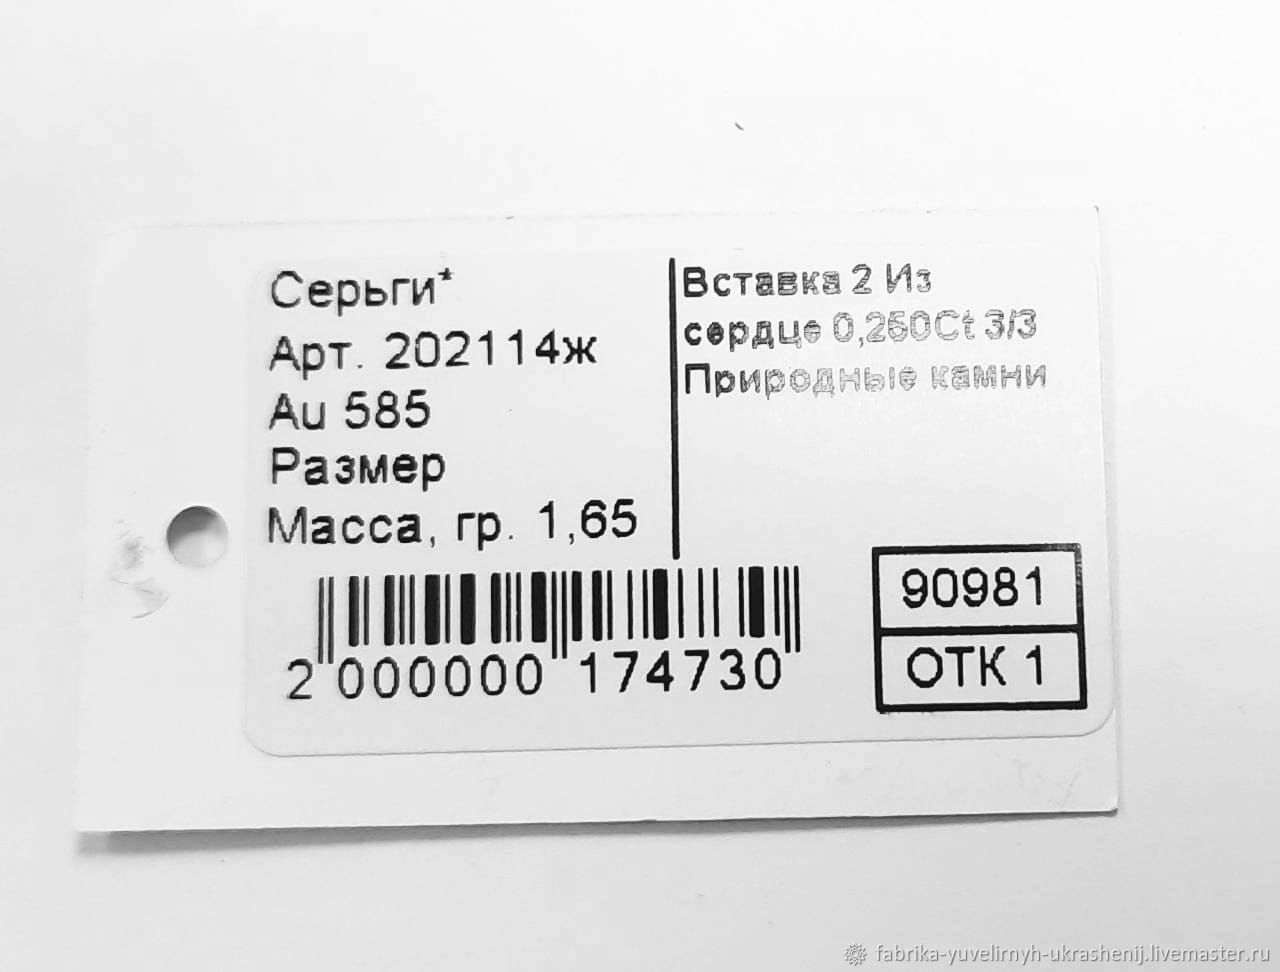 Серьги*
Арт. 202114ж
Au 585
Размер
Масса, гр. 1,65
Вставка 2 Из
сердце 0,250Ct 3/3
Природные камни
2 000000 174730
90981
ОТК 1
fabrika-yuvelirnyh-ukrashenij.livemaster.ru